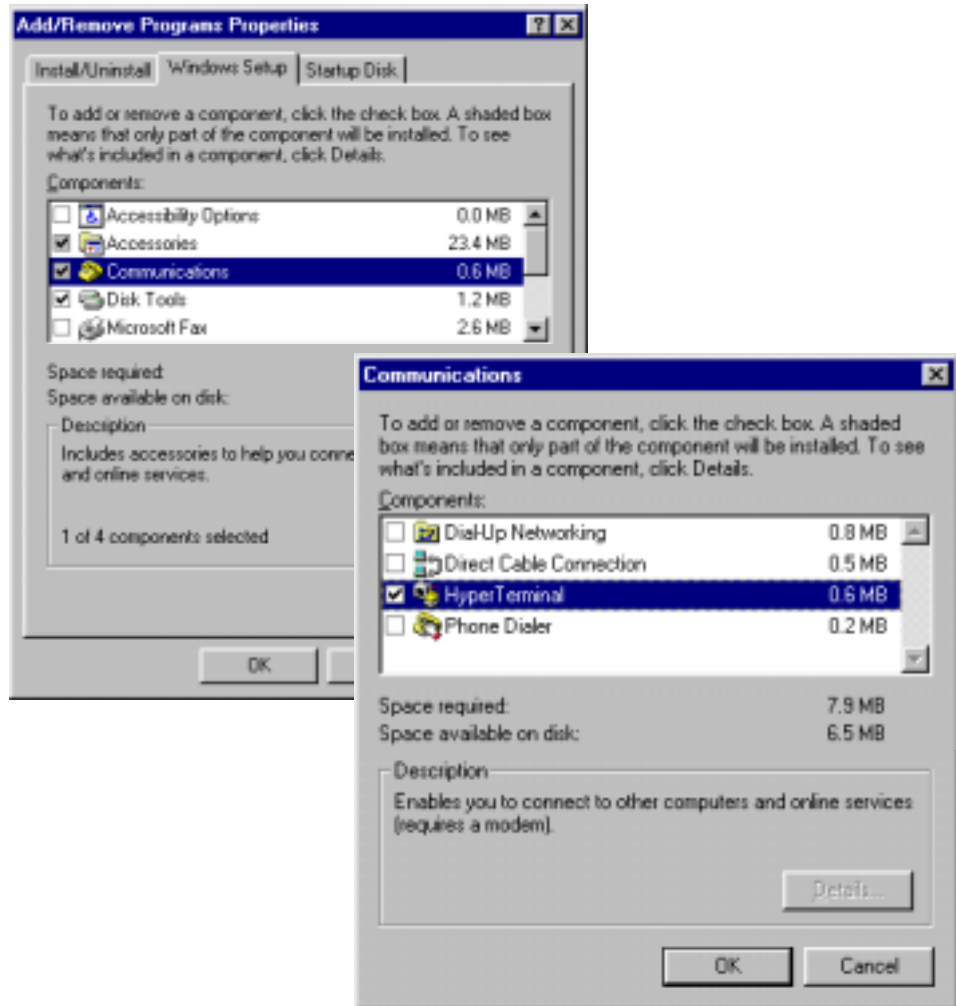 Add/Remove Programs Properties
Install/Uninstall Windows Setup Startup Disk
To add or remove a component, click the check box. A shaded box
means that only part of the component will be installed. To see
what's included in a component, click Details.
Components:
Accessibility Options 0.0 MB
Accessories 23.4 MB
Communications 0.6 MB
Disk Tools 1.2 MB
Microsoft Fax 2.6 MB
Space required:
Space available on disk:
Description
Includes accessories to help you conne
and online services.
1 of 4 components selected
OK
Communications
To add or remove a component, click the check box. A shaded
box means that only part of the component will be installed. To see
what's included in a component, click Details.
Components:
Dial-Up Networking 0.8 MB
Direct Cable Connection 0.5 MB
HyperTerminal 0.6 MB
Phone Dialer 0.2 MB
Space required: 7.9 MB
Space available on disk: 6.5 MB
Description
Enables you to connect to other computers and online services
(requires a modem).
Details...
OK Cancel